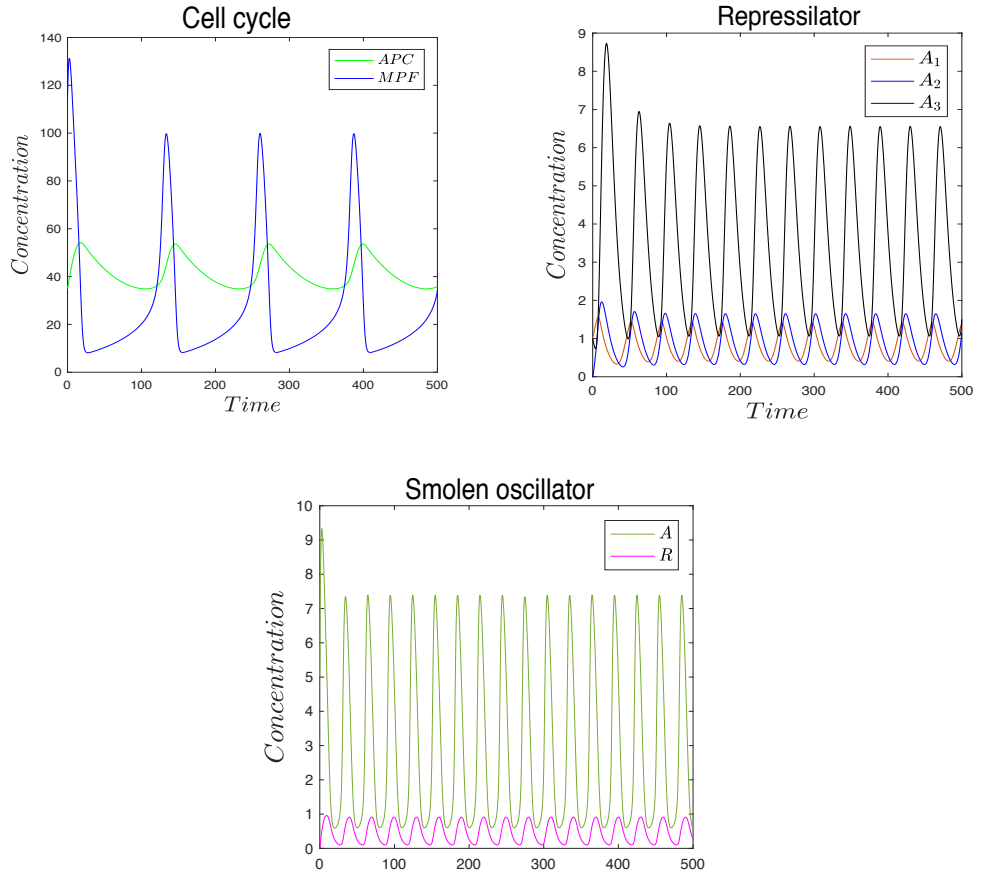 Cell cycle
140
120
100
80
60
40
20
0
0 100 200 300 400 500
Concentration
Time
APC
MPF
Repressilator
9
8
7
6
5
4
3
2
1
0
0 100 200 300 400 500
Concentration
Time
A₁
A₂
A₃
Smolen oscillator
10
9
8
7
6
5
4
3
2
1
0
0 100 200 300 400 500
Concentration
A
R